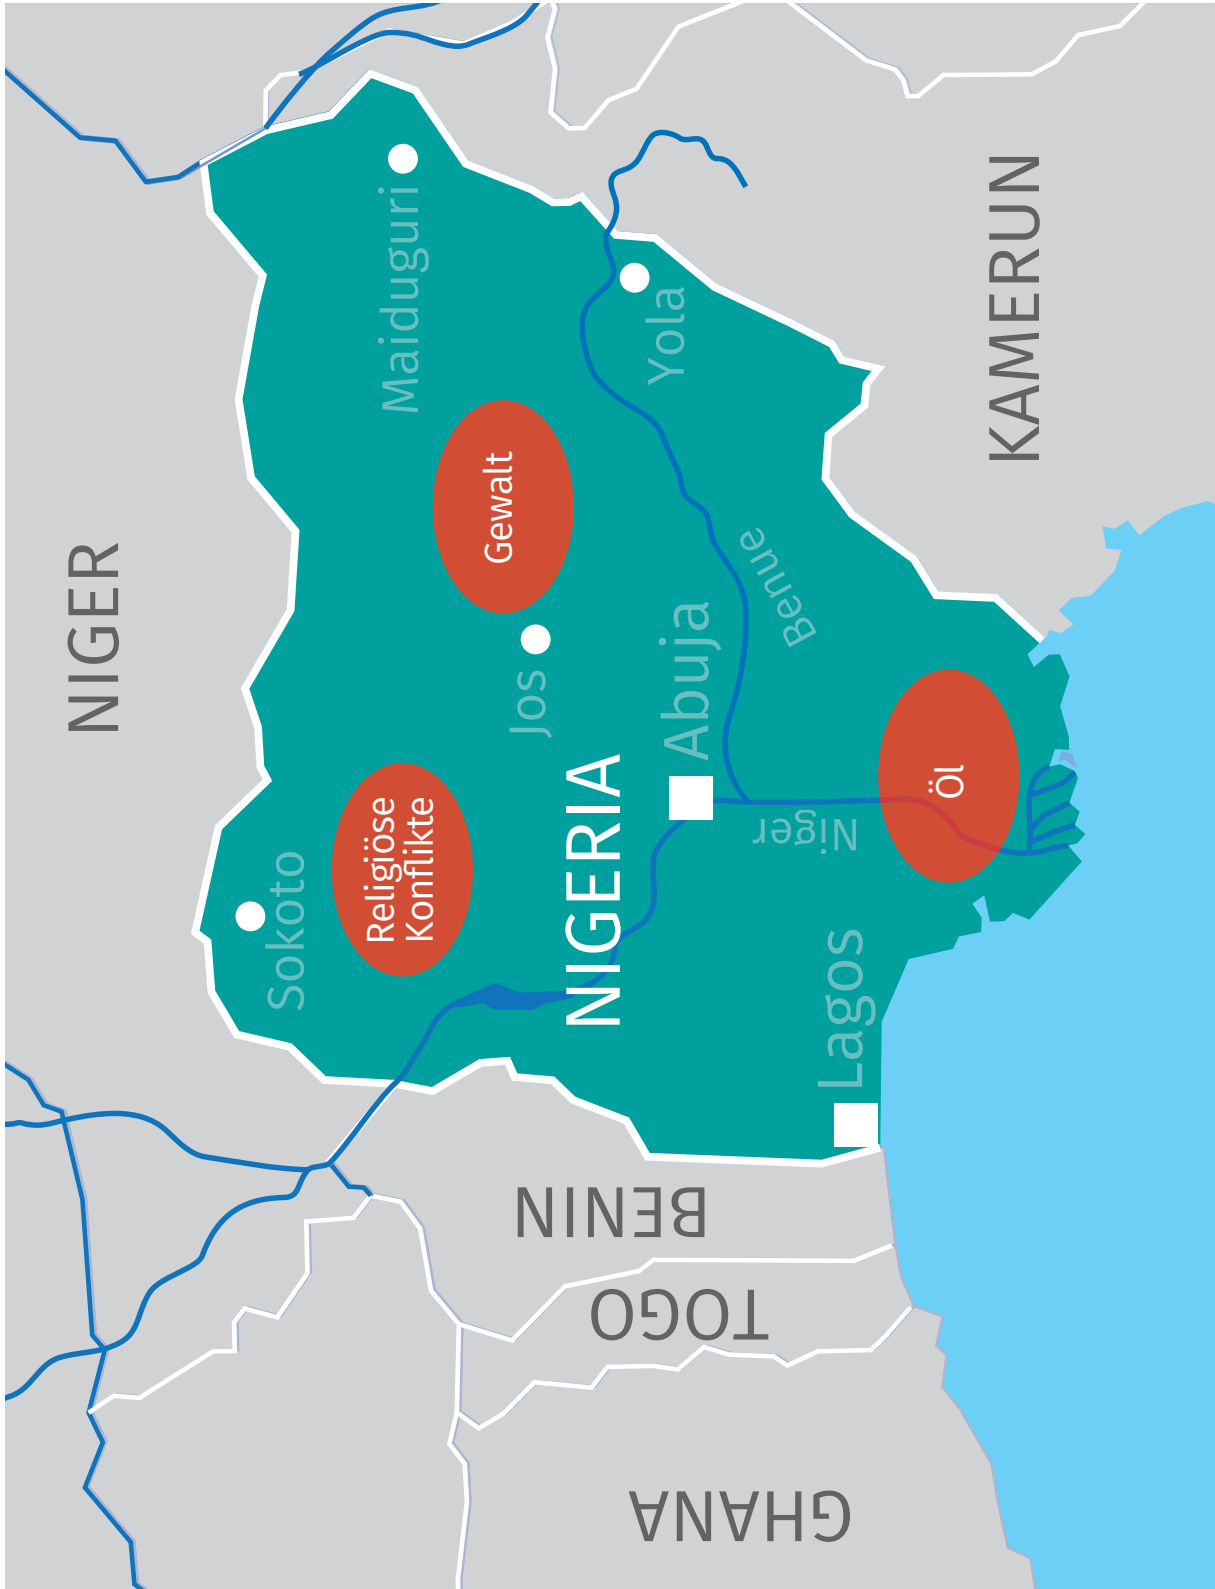 NIGER
Sokoto
Maiduguri
Religiöse
Konflikte
Gewalt
Jos
NIGERIA
Abuja
Yola
Benue
Niger
Lagos
Öl
KAMERUN
BENIN
TOGO
GHANA